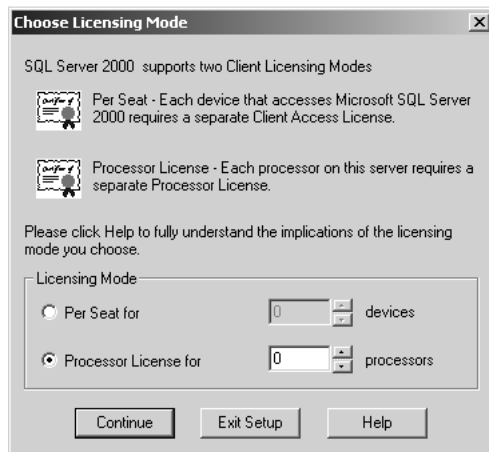 Choose Licensing Mode
SQL Server 2000  supports two Client Licensing Modes
Per Seat - Each device that accesses Microsoft SQL Server
2000 requires a separate Client Access License.
Processor License - Each processor on this server requires a
separate Processor License.
Please click Help to fully understand the implications of the licensing
mode you choose.
Licensing Mode
Per Seat for 0 devices
Processor License for 0 processors
Continue Exit Setup Help